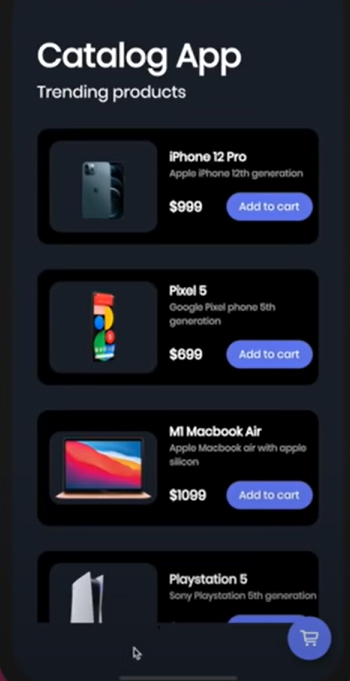 Catalog App
Trending products
iPhone 12 Pro
Apple iPhone 12th generation
$999
Add to cart
Pixel 5
Google Pixel phone 5th
generation
$699
Add to cart
M1 Macbook Air
Apple Macbook air with apple
silicon
$1099
Add to cart
Playstation 5
Sony Playstation 5th generation